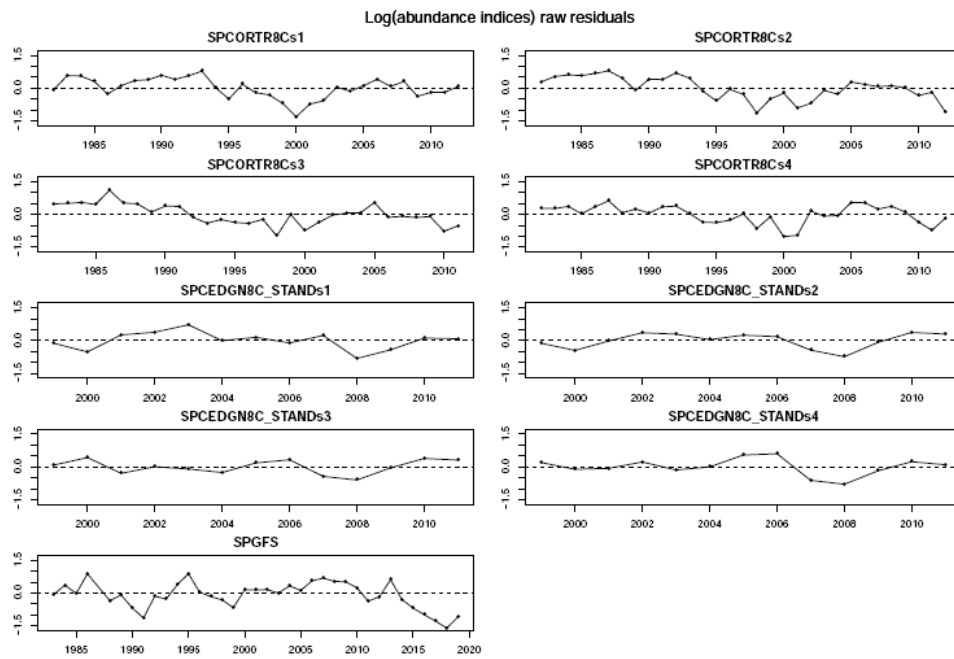 Log(abundance indices) raw residuals
SPCORTR8Cs1
1.5
0.0
-1.5
1985 1990 1995 2000 2005 2010
SPCORTR8Cs2
1.5
0.0
-1.5
1985 1990 1995 2000 2005 2010
SPCORTR8Cs3
1.5
0.0
-1.5
1985 1990 1995 2000 2005 2010
SPCORTR8Cs4
1.5
0.0
-1.5
1985 1990 1995 2000 2005 2010
SPCEDGN8C_STANDs1
1.5
0.0
-1.5
2000 2002 2004 2006 2008 2010
SPCEDGN8C_STANDs2
1.5
0.0
-1.5
2000 2002 2004 2006 2008 2010
SPCEDGN8C_STANDs3
1.5
0.0
-1.5
2000 2002 2004 2006 2008 2010
SPCEDGN8C_STANDs4
1.5
0.0
-1.5
2000 2002 2004 2006 2008 2010
SPGFS
1.5
0.0
-1.5
1985 1990 1995 2000 2005 2010 2015 2020